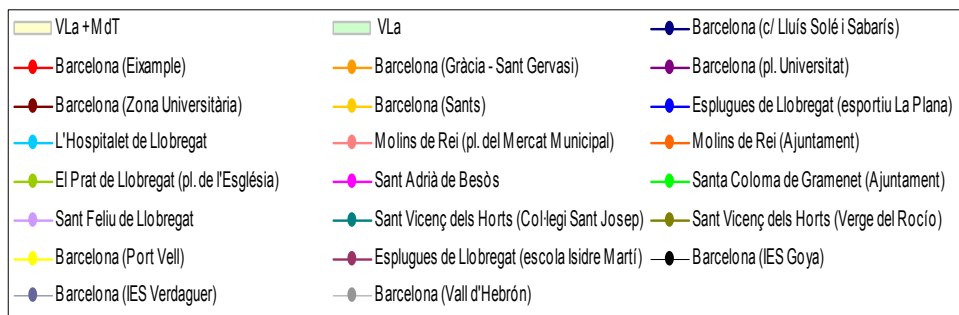 VLa +MdT VLa Barcelona (c/ Lluís Solé i Sabarís)
Barcelona (Eixample) Barcelona (Gràcia - Sant Gervasi) Barcelona (pl. Universitat)
Barcelona (Zona Universitària) Barcelona (Sants) Esplugues de Llobregat (esportiu La Plana)
L'Hospitalet de Llobregat Molins de Rei (pl. del Mercat Municipal) Molins de Rei (Ajuntament)
El Prat de Llobregat (pl. de l'Església) Sant Adrià de Besòs Santa Coloma de Gramenet (Ajuntament)
Sant Feliu de Llobregat Sant Vicenç dels Horts (Col·legi Sant Josep) Sant Vicenç dels Horts (Verge del Rocío)
Barcelona (Port Vell) Esplugues de Llobregat (escola Isidre Martí) Barcelona (IES Goya)
Barcelona (IES Verdaguer) Barcelona (Vall d'Hebrón)